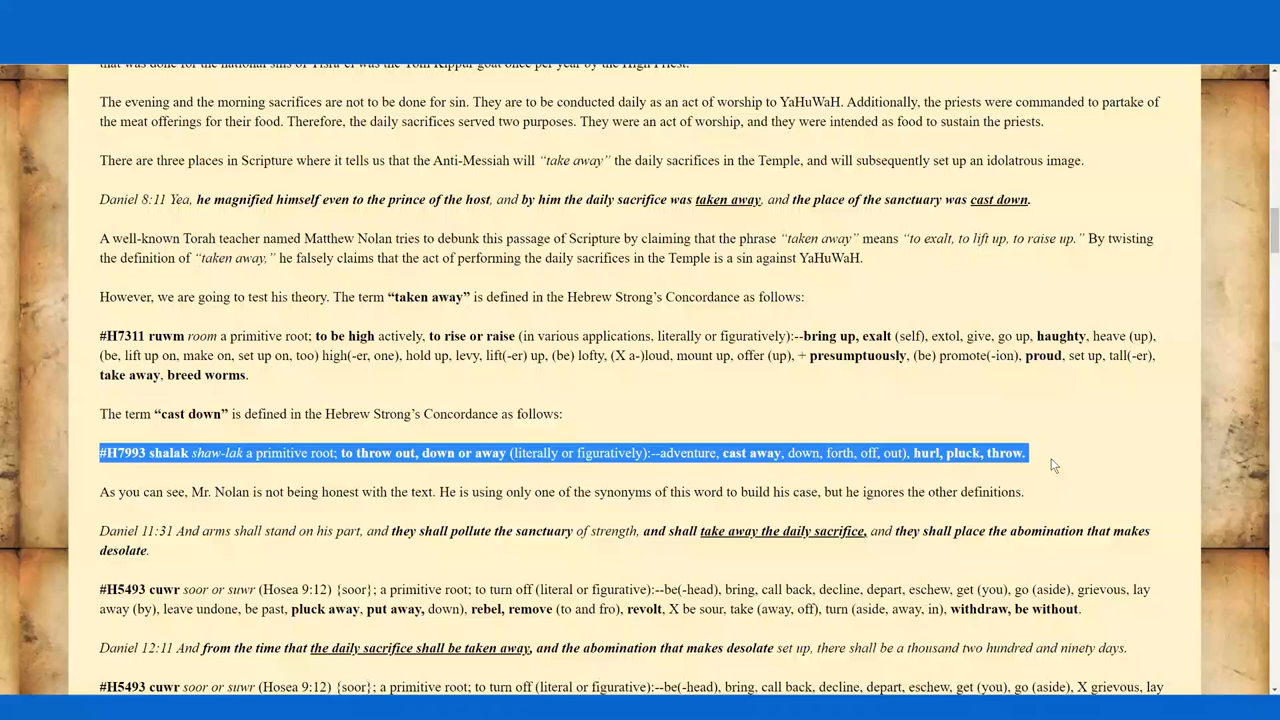 that was done for the national sins of Yisra'el was the Yom Kippur goat once per year by the High Priest.
The evening and the morning sacrifices are not to be done for sin. They are to be conducted daily as an act of worship to YaHuWaH. Additionally, the priests were commanded to partake of
the meat offerings for their food. Therefore, the daily sacrifices served two purposes. They were an act of worship, and they were intended as food to sustain the priests.
There are three places in Scripture where it tells us that the Anti-Messiah will “take away” the daily sacrifices in the Temple, and will subsequently set up an idolatrous image.
Daniel 8:11 Yea, he magnified himself even to the prince of the host, and by him the daily sacrifice was taken away, and the place of the sanctuary was cast down.
A well-known Torah teacher named Matthew Nolan tries to debunk this passage of Scripture by claiming that the phrase “taken away” means “to exalt, to lift up, to raise up.” By twisting
the definition of “taken away,” he falsely claims that the act of performing the daily sacrifices in the Temple is a sin against YaHuWaH.
However, we are going to test his theory. The term “taken away” is defined in the Hebrew Strong’s Concordance as follows:
#H7311 ruwm room a primitive root; to be high actively, to rise or raise (in various applications, literally or figuratively):--bring up, exalt (self), extol, give, go up, haughty, heave (up),
(be, lift up on, make on, set up on, too) high(-er, one), hold up, levy, lift(-er) up, (be) lofty, (X a-)loud, mount up, offer (up), + presumptuously, (be) promote(-ion), proud, set up, tall(-er),
take away, breed worms.
The term “cast down” is defined in the Hebrew Strong’s Concordance as follows:
#H7993 shalak shaw-lak a primitive root; to throw out, down or away (literally or figuratively):--adventure, cast away, down, forth, off, out), hurl, pluck, throw.
As you can see, Mr. Nolan is not being honest with the text. He is using only one of the synonyms of this word to build his case, but he ignores the other definitions.
Daniel 11:31 And arms shall stand on his part, and they shall pollute the sanctuary of strength, and shall take away the daily sacrifice, and they shall place the abomination that makes
desolate.
#H5493 cuwr soor or suwr (Hosea 9:12) {soor}; a primitive root; to turn off (literal or figurative):--be(-head), bring, call back, decline, depart, eschew, get (you), go (aside), grievous, lay
away (by), leave undone, be past, pluck away, put away, down), rebel, remove (to and fro), revolt, X be sour, take (away, off), turn (aside, away, in), withdraw, be without.
Daniel 12:11 And from the time that the daily sacrifice shall be taken away, and the abomination that makes desolate set up, there shall be a thousand two hundred and ninety days.
#H5493 cuwr soor or suwr (Hosea 9:12) {soor}; a primitive root; to turn off (literal or figurative):--be(-head), bring, call back, decline, depart, eschew, get (you), go (aside), X grievous, lay